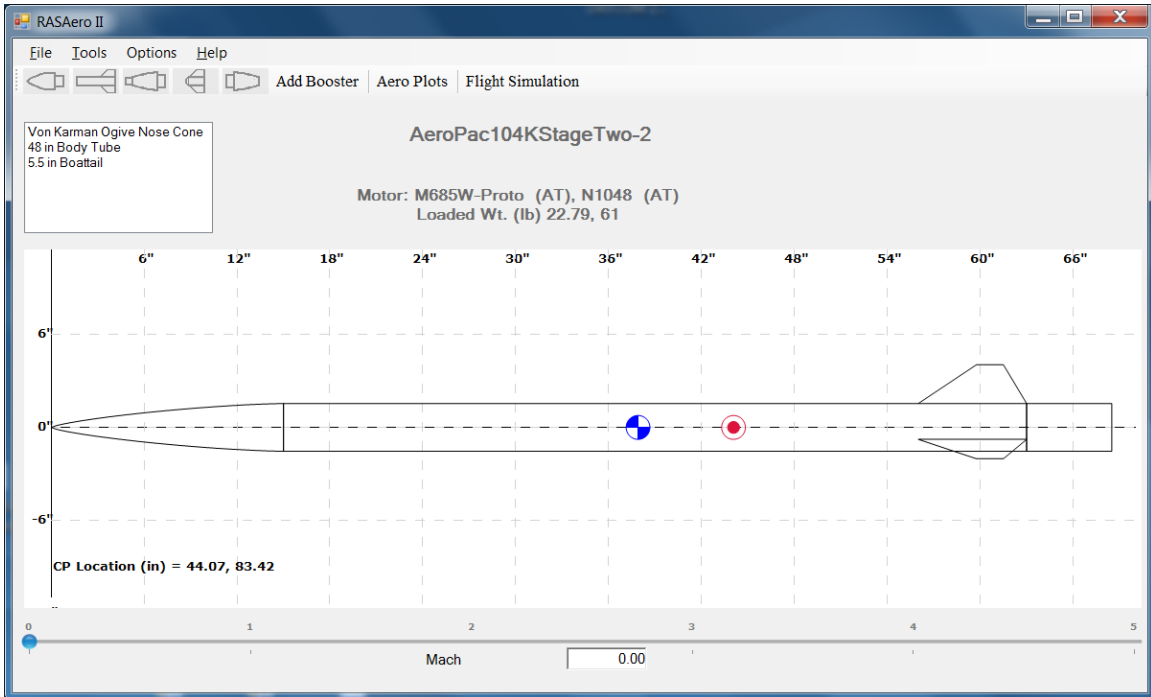 RASAero II
File Tools Options Help
Add Booster Aero Plots Flight Simulation
Von Karman Ogive Nose Cone
48 in Body Tube
5.5 in Boattail
AeroPac104KStageTwo-2
Motor: M685W-Proto (AT), N1048 (AT)
Loaded Wt. (lb) 22.79, 61
6" 12" 18" 24" 30" 36" 42" 48" 54" 60" 66"
6"
0"
-6"
CP Location (in) = 44.07, 83.42
0 1 2 3 4 5
Mach 0.00